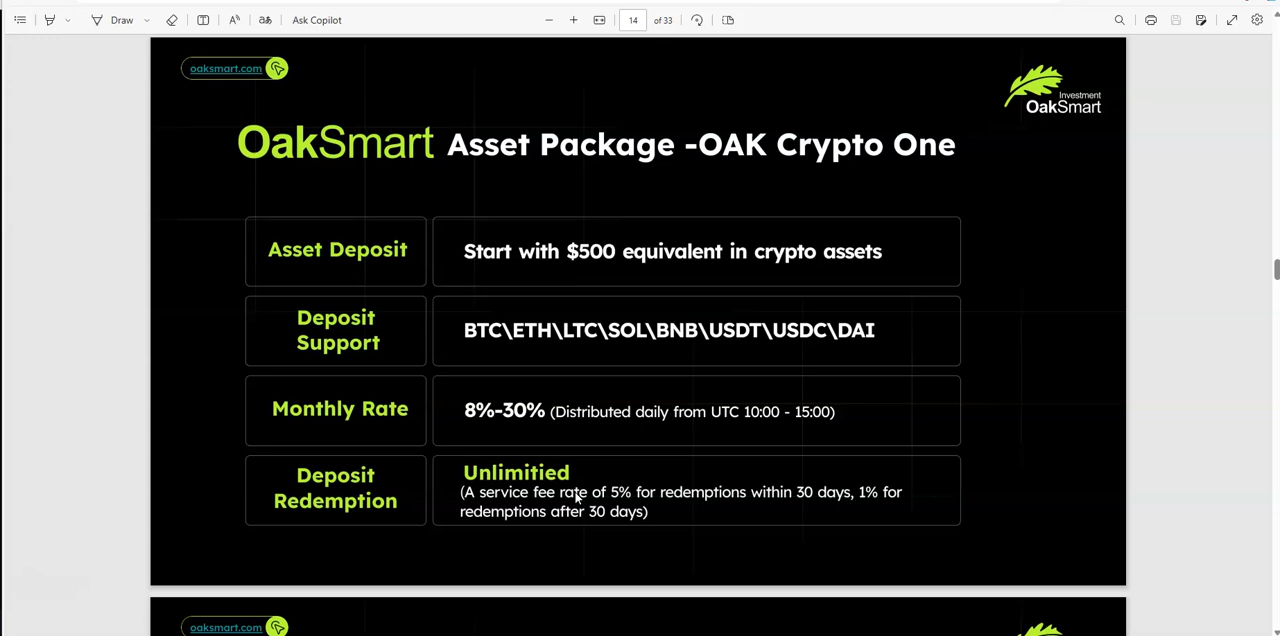 Draw
Ask Copilot
14 of 33
oaksmart.com
Investment
OakSmart
OakSmart Asset Package -OAK Crypto One
Asset Deposit
Start with $500 equivalent in crypto assets
Deposit
Support
BTC\ETH\LTC\SOL\BNB\USDT\USDC\DAI
Monthly Rate
8%-30% (Distributed daily from UTC 10:00 - 15:00)
Deposit
Redemption
Unlimitied
(A service fee rate of 5% for redemptions within 30 days, 1% for
redemptions after 30 days)
oaksmart.com